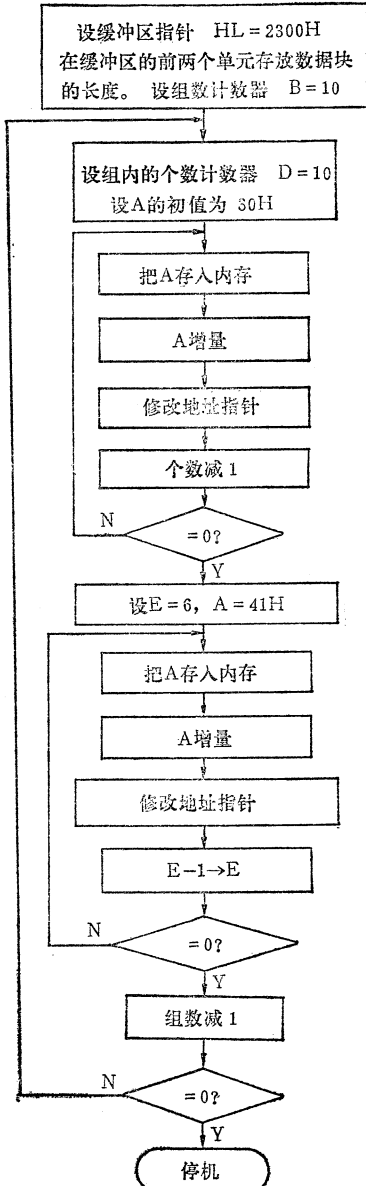 设缓冲区指针 HL=2300H
在缓冲区的前两个单元存放数据块
的长度。设组数计数器 B=10
设组内的个数计数器 D=10
设A的初值为 30H
把A存入内存
A增量
修改地址指针
个数减1
N
=0?
Y
设E=6, A=41H
把A存入内存
A增量
修改地址指针
E-1→E
N
=0?
Y
组数减1
N
=0?
Y
停机